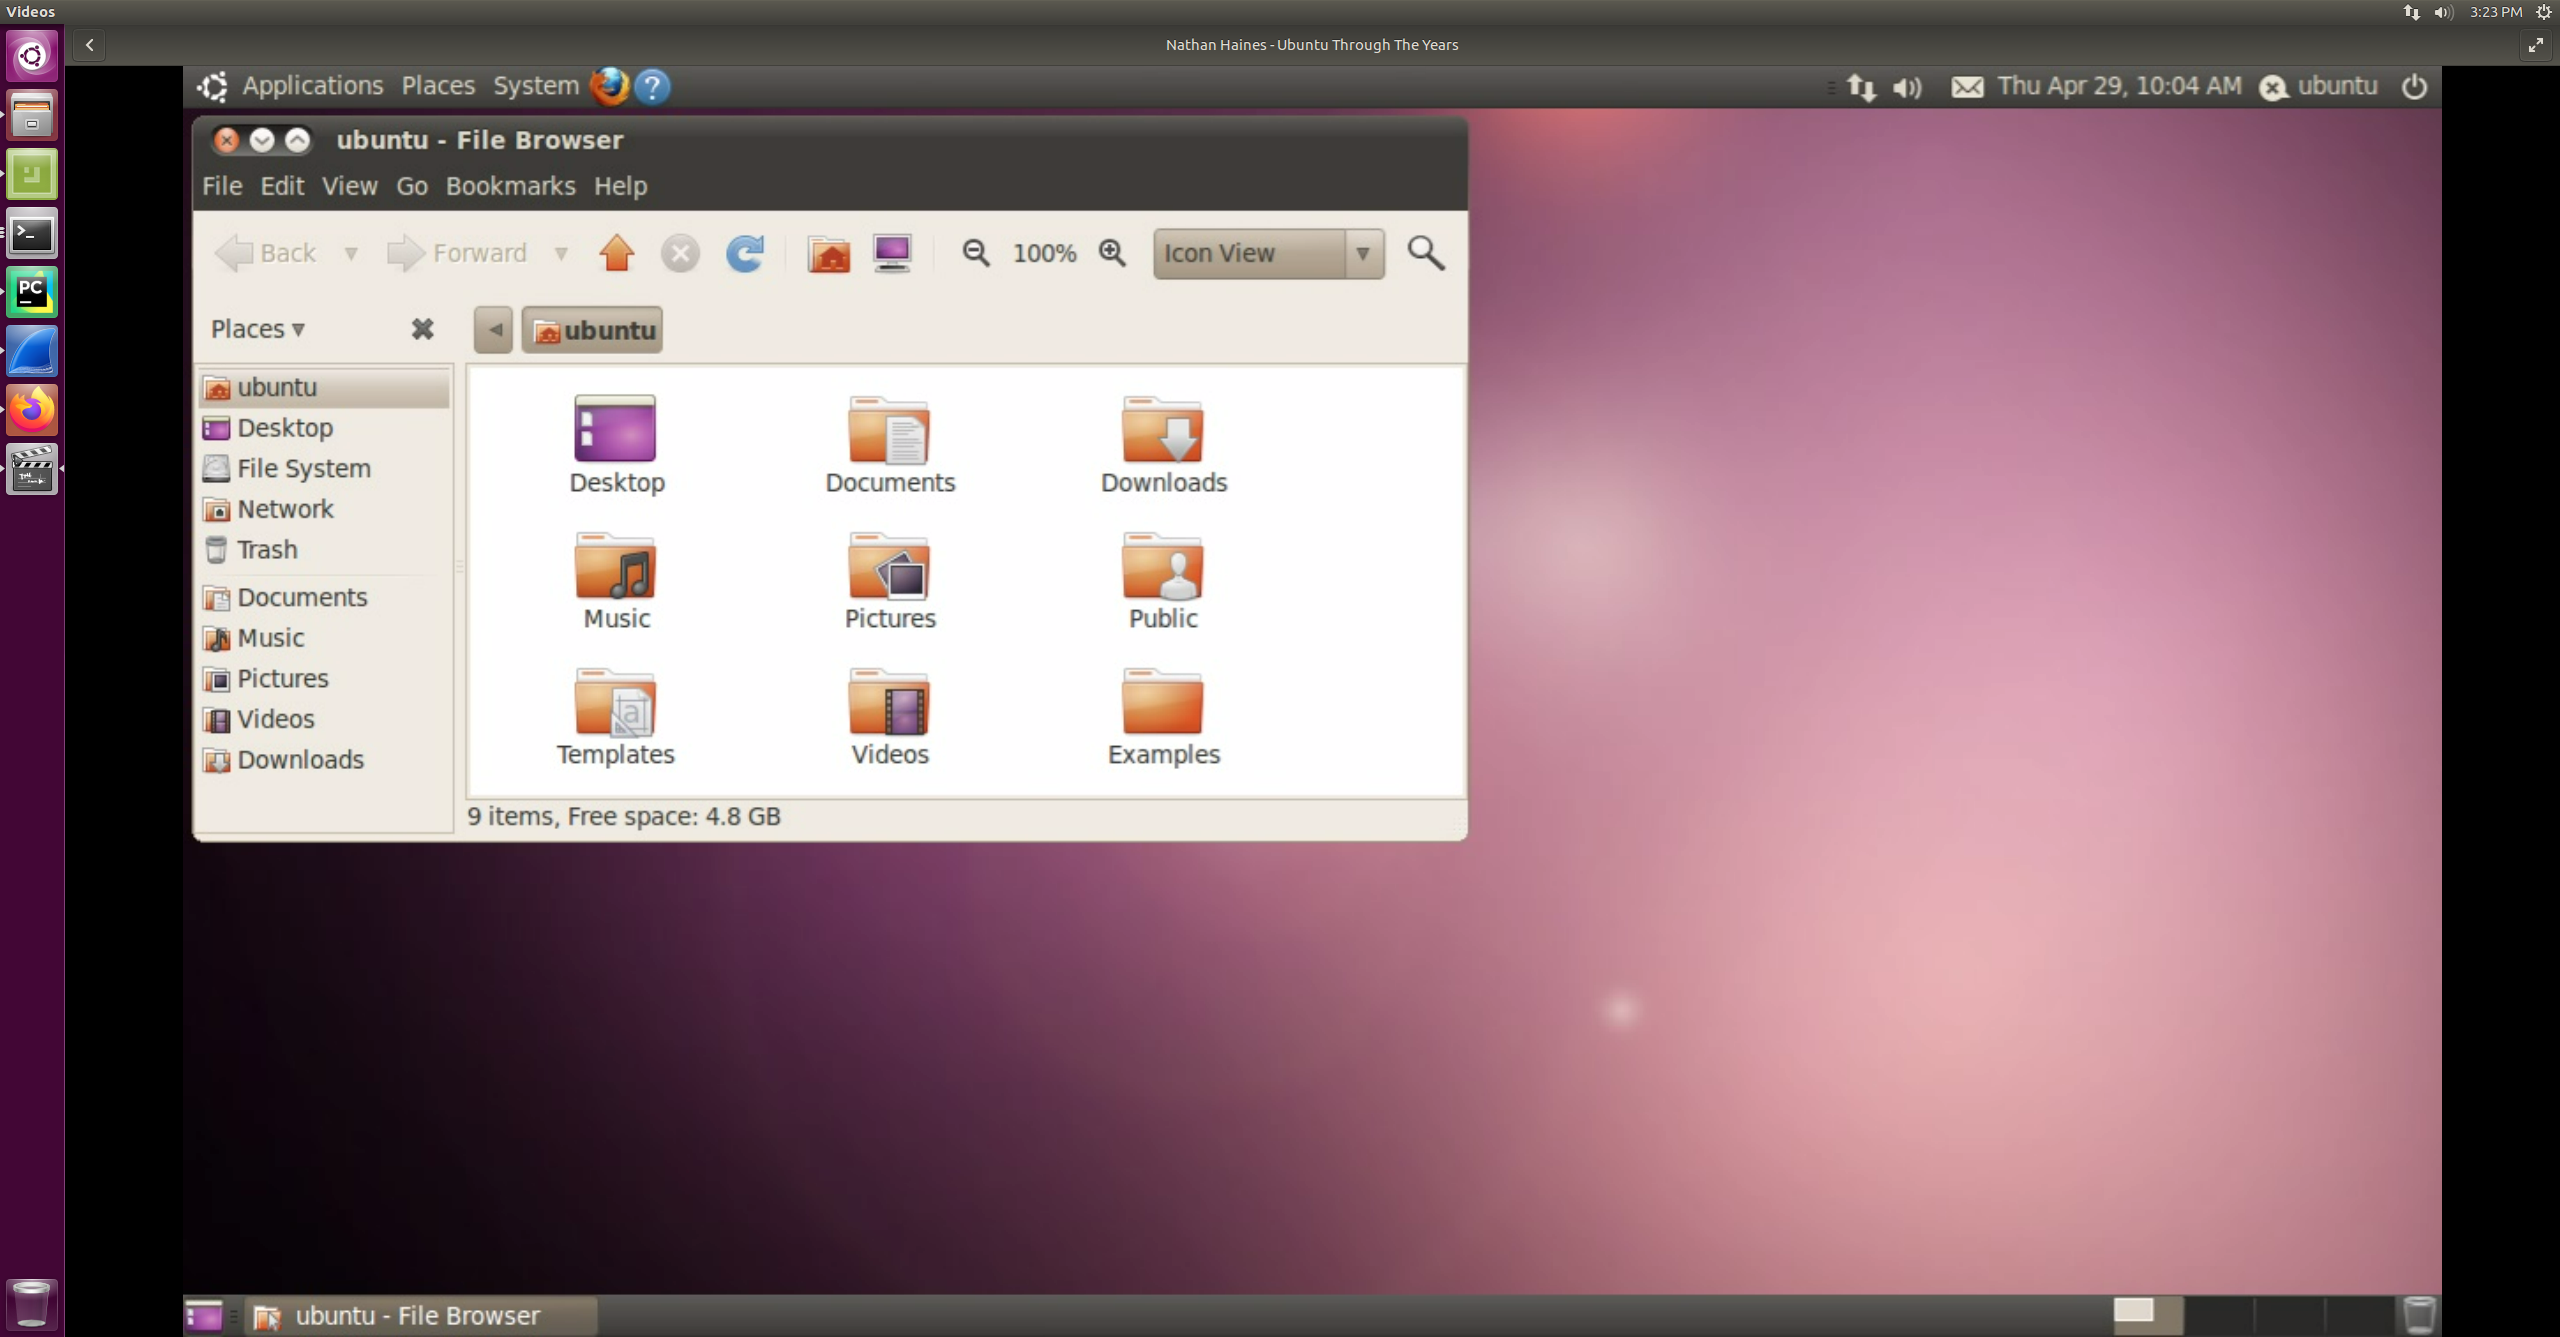 Videos
3:23 PM
Nathan Haines - Ubuntu Through The Years
Applications Places System
Thu Apr 29, 10:04 AM ubuntu
ubuntu - File Browser
File Edit View Go Bookmarks Help
Back Forward 100% Icon View
Places ubuntu
ubuntu
Desktop
File System
Network
Trash
Documents
Music
Pictures
Videos
Downloads
Desktop Documents Downloads
Music Pictures Public
Templates Videos Examples
9 items, Free space: 4.8 GB
ubuntu - File Browser
PC